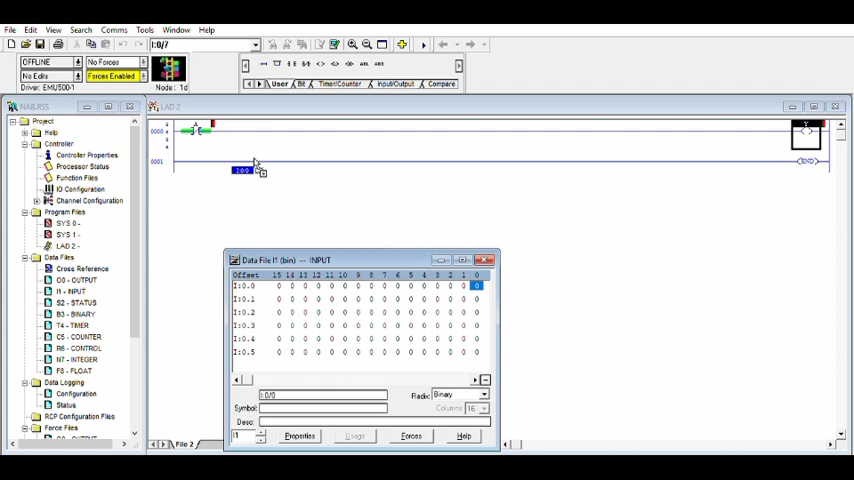 File Edit View Search Comms Tools Window Help
I:0/7
OFFLINE No Forces
No Edits Forces Enabled
Driver: EMU500-1 Node: 1d
User Bit Timer/Counter Input/Output Compare
NAB.RSS
Project
Help
Controller
Controller Properties
Processor Status
Function Files
IO Configuration
Channel Configuration
Program Files
SYS 0 -
SYS 1 -
LAD 2 -
Data Files
Cross Reference
O0 - OUTPUT
I1 - INPUT
S2 - STATUS
B3 - BINARY
T4 - TIMER
C5 - COUNTER
R6 - CONTROL
N7 - INTEGER
F8 - FLOAT
Data Logging
Configuration
Status
RCP Configuration Files
Force Files
LAD 2
0000 A Y
0001 END
File 2
Data File I1 (bin) -- INPUT
Offset 15 14 13 12 11 10 9 8 7 6 5 4 3 2 1 0
I:0.0 0 0 0 0 0 0 0 0 0 0 0 0 0 0 0 0
I:0.1 0 0 0 0 0 0 0 0 0 0 0 0 0 0 0 0
I:0.2 0 0 0 0 0 0 0 0 0 0 0 0 0 0 0 0
I:0.3 0 0 0 0 0 0 0 0 0 0 0 0 0 0 0 0
I:0.4 0 0 0 0 0 0 0 0 0 0 0 0 0 0 0 0
I:0.5 0 0 0 0 0 0 0 0 0 0 0 0 0 0 0 0
I:0/0 Radix: Binary
Symbol: Columns: 16
Desc:
I1 Properties Usage Forces Help